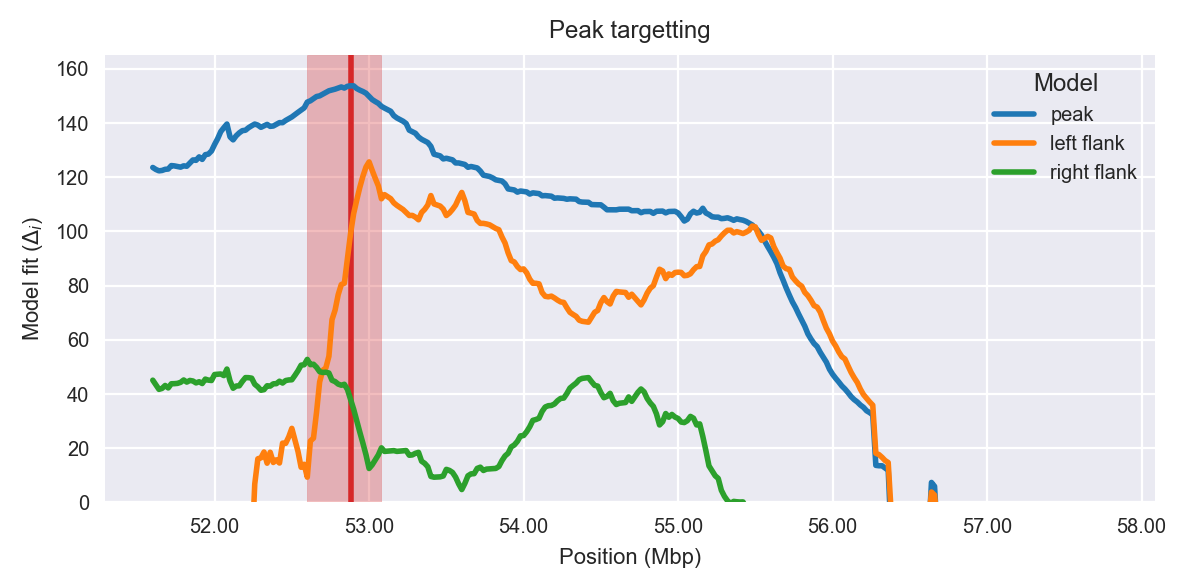 Peak targetting
160
140
120
100
80
60
40
20
0
Model fit (Δi)
Model
peak
left flank
right flank
52.00 53.00 54.00 55.00 56.00 57.00 58.00
Position (Mbp)